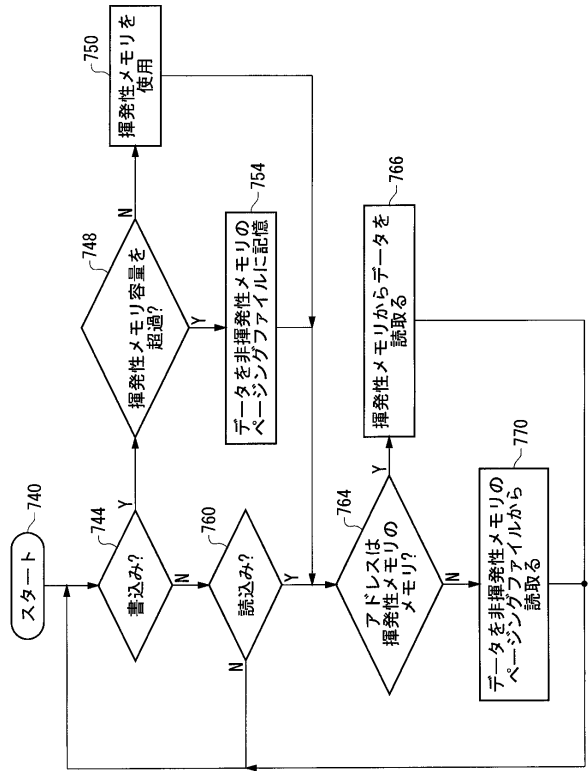 スタート
740
書込み?
744
Y
N
揮発性メモリ容量を
超過?
748
N
Y
揮発性メモリを
使用
750
データを非揮発性メモリの
ページングファイルに記憶
754
読込み?
760
N
Y
アドレスは
揮発性メモリの
メモリ?
764
Y
N
揮発性メモリからデータを
読取る
766
データを非揮発性メモリの
ページングファイルから
読取る
770